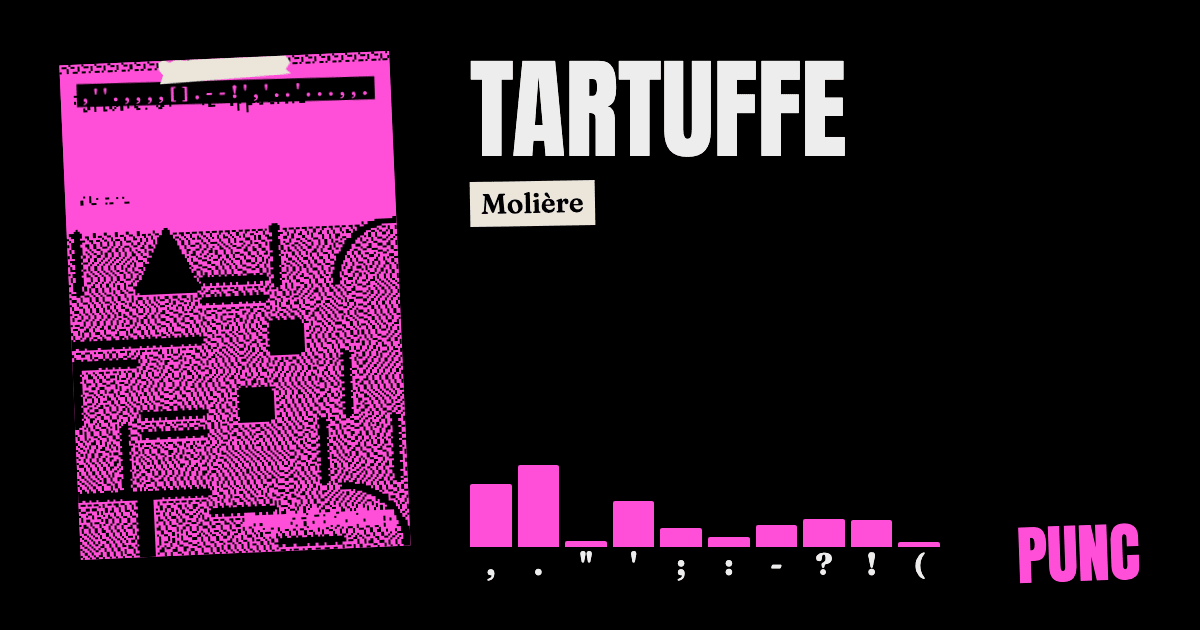 ,''.,,,,[].--!','..'...,,.
TARTUFFE
Molière
, . " ' ; : - ? ! (
PUNC